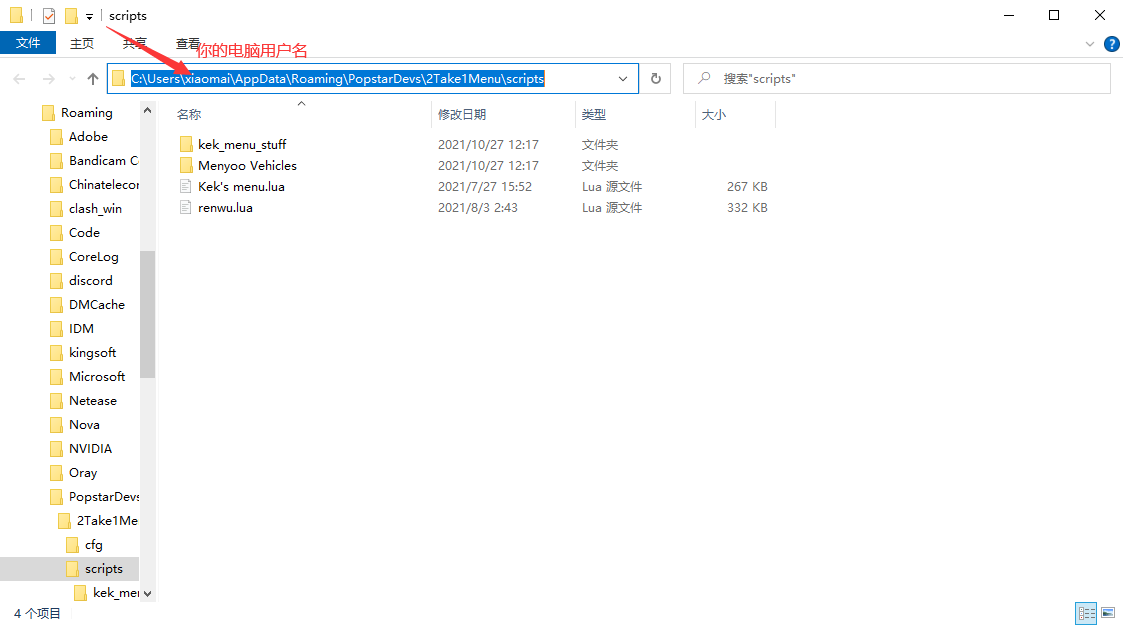 scripts
文件 主页 共享 查看
你的电脑用户名
C:\Users\xiaomai\AppData\Roaming\PopstarDevs\2Take1Menu\scripts
搜索"scripts"
Roaming
Adobe
Bandicam C
Chinatelecor
clash_win
Code
CoreLog
discord
DMCache
IDM
kingsoft
Microsoft
Netease
Nova
NVIDIA
Oray
PopstarDevs
2Take1Me
cfg
scripts
kek_me
名称 修改日期 类型 大小
kek_menu_stuff 2021/10/27 12:17 文件夹
Menyoo Vehicles 2021/10/27 12:17 文件夹
Kek's menu.lua 2021/7/27 15:52 Lua 源文件 267 KB
renwu.lua 2021/8/3 2:43 Lua 源文件 332 KB
4 个项目